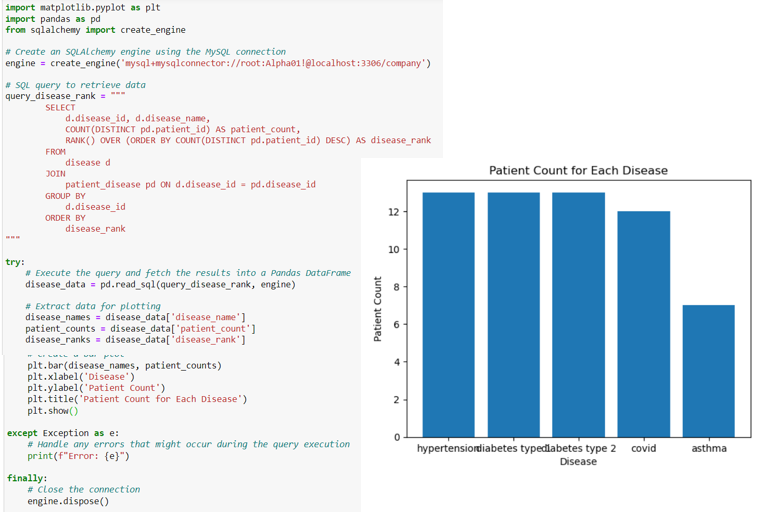 import matplotlib.pyplot as plt
import pandas as pd
from sqlalchemy import create_engine
# Create an SQLAlchemy engine using the MySQL connection
engine = create_engine('mysql+mysqlconnector://root:Alpha01!@localhost:3306/company')
# SQL query to retrieve data
query_disease_rank = """
SELECT
d.disease_id, d.disease_name,
COUNT(DISTINCT pd.patient_id) AS patient_count,
RANK() OVER (ORDER BY COUNT(DISTINCT pd.patient_id) DESC) AS disease_rank
FROM
disease d
JOIN
patient_disease pd ON d.disease_id = pd.disease_id
GROUP BY
d.disease_id
ORDER BY
disease_rank
"""
try:
# Execute the query and fetch the results into a Pandas DataFrame
disease_data = pd.read_sql(query_disease_rank, engine)
# Extract data for plotting
disease_names = disease_data['disease_name']
patient_counts = disease_data['patient_count']
disease_ranks = disease_data['disease_rank']
# Create a bar plot
plt.bar(disease_names, patient_counts)
plt.xlabel('Disease')
plt.ylabel('Patient Count')
plt.title('Patient Count for Each Disease')
plt.show()
except Exception as e:
# Handle any errors that might occur during the query execution
print(f"Error: {e}")
finally:
# Close the connection
engine.dispose()
Patient Count for Each Disease
Patient Count
12
10
8
6
4
2
0
hypertension diabetes type 1 diabetes type 2 covid asthma
Disease